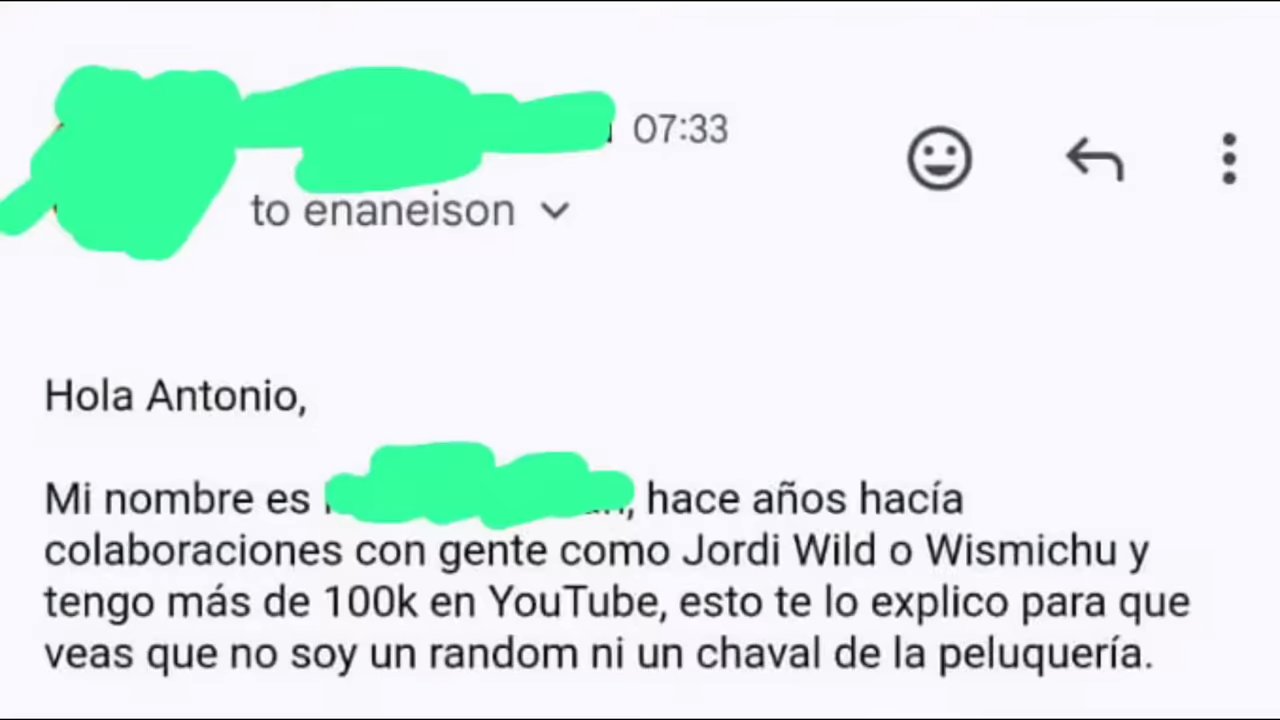 07:33
to enaneison
Hola Antonio,
Mi nombre es , hace años hacía
colaboraciones con gente como Jordi Wild o Wismichu y
tengo más de 100k en YouTube, esto te lo explico para que
veas que no soy un random ni un chaval de la peluquería.